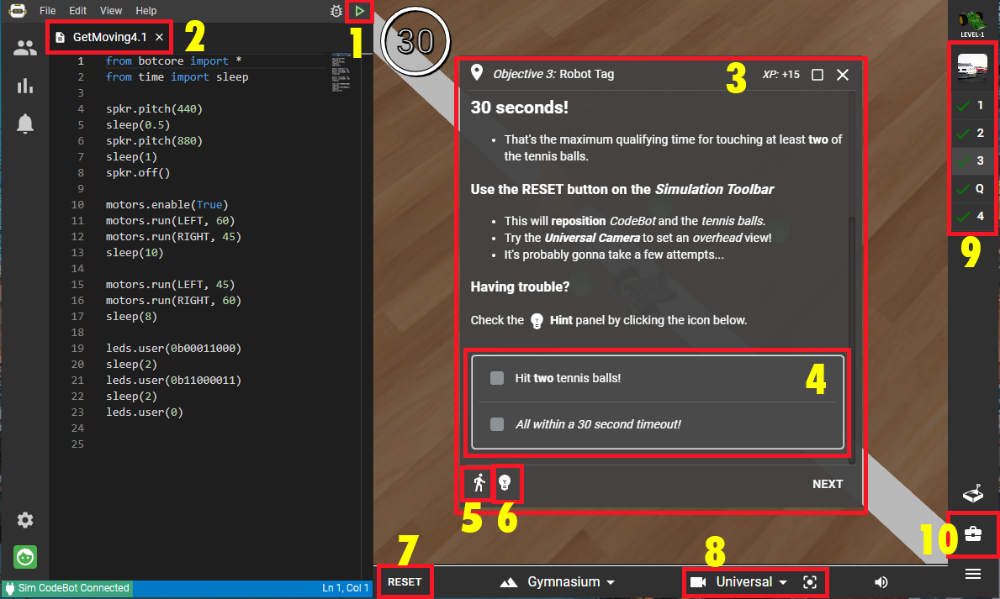 File Edit View Help
1
GetMoving4.1 ×
2
1 from botcore import *
2 from time import sleep
3
4 spkr.pitch(440)
5 sleep(0.5)
6 spkr.pitch(880)
7 sleep(1)
8 spkr.off()
9
10 motors.enable(True)
11 motors.run(LEFT, 60)
12 motors.run(RIGHT, 45)
13 sleep(10)
14
15 motors.run(LEFT, 45)
16 motors.run(RIGHT, 60)
17 sleep(8)
18
19 leds.user(0b00011000)
20 sleep(2)
21 leds.user(0b11000011)
22 sleep(2)
23 leds.user(0)
24
25
Sim CodeBot Connected
Ln 1, Col 1
30
Objective 3: Robot Tag
3
XP: +15
30 seconds!
• That's the maximum qualifying time for touching at least two of
the tennis balls.
Use the RESET button on the Simulation Toolbar
• This will reposition CodeBot and the tennis balls.
• Try the Universal Camera to set an overhead view!
• It's probably gonna take a few attempts...
Having trouble?
Check the Hint panel by clicking the icon below.
Hit two tennis balls!
4
All within a 30 second timeout!
NEXT
5
6
7
8
RESET
Gymnasium
Universal
LEVEL-1
1
2
3
Q
4
9
10